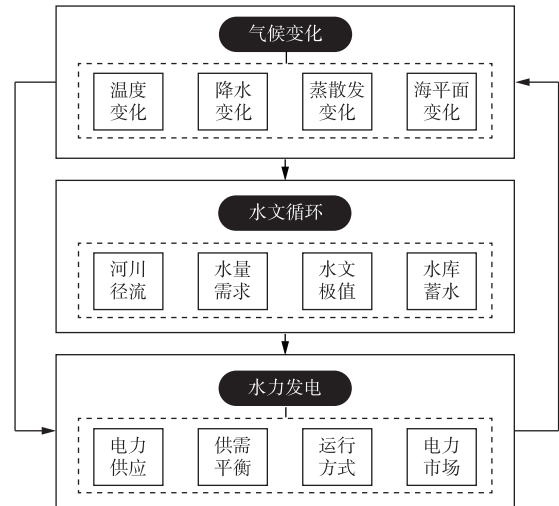 气候变化
温度
变化
降水
变化
蒸散发
变化
海平面
变化
水文循环
河川
径流
水量
需求
水文
极值
水库
蓄水
水力发电
电力
供应
供需
平衡
运行
方式
电力
市场